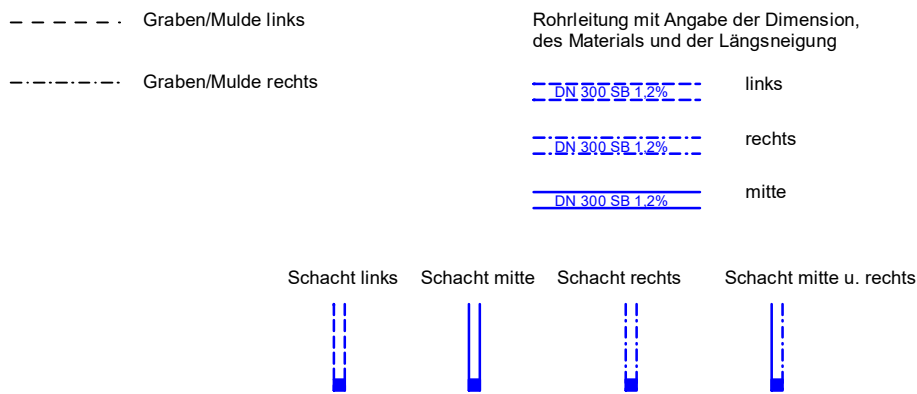 Graben/Mulde links
Graben/Mulde rechts
Rohrleitung mit Angabe der Dimension,
des Materials und der Längsneigung
DN 300 SB 1,2%
links
DN 300 SB 1,2%
rechts
DN 300 SB 1,2%
mitte
Schacht links
Schacht mitte
Schacht rechts
Schacht mitte u. rechts